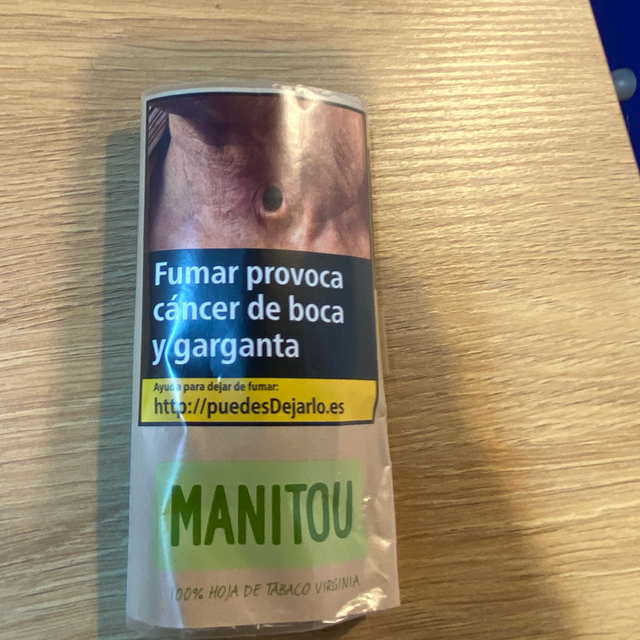 Fumar provoca
cáncer de boca
y garganta
Ayuda para dejar de fumar:
http://puedesDejarlo.es
MANITOU
100% HOJA DE TABACO VIRGINIA